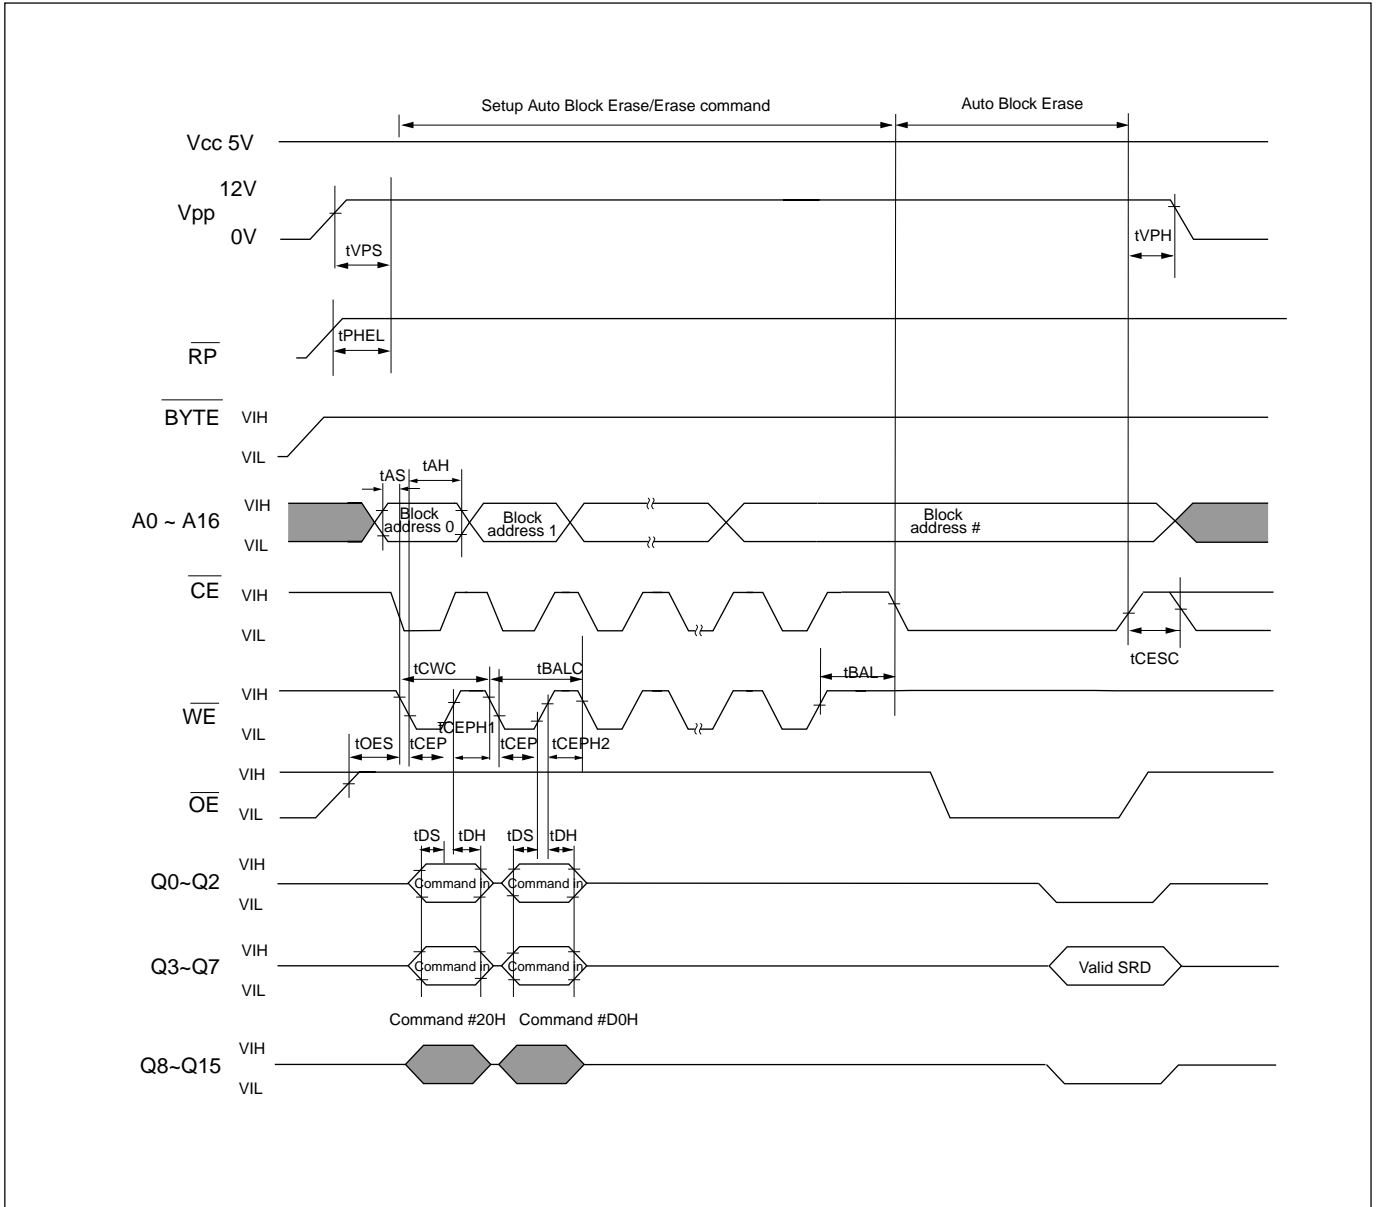 Setup Auto Block Erase/Erase command
Auto Block Erase
Vcc 5V
12V
Vpp
0V
tVPS
tVPH
tPHEL
RP
BYTE
VIH
VIL
tAS
tAH
A0 ~ A16
VIH
VIL
Block
address 0
Block
address 1
Block
address #
CE
VIH
VIL
tCESC
tCWC
tBALC
tBAL
WE
VIH
VIL
tCEPH1
tOES
tCEP
tCEP
tCEPH2
OE
VIH
VIL
tDS
tDH
tDS
tDH
Q0~Q2
VIH
VIL
Command in
Command in
Q3~Q7
VIH
VIL
Command in
Command in
Valid SRD
Command #20H
Command #D0H
Q8~Q15
VIH
VIL